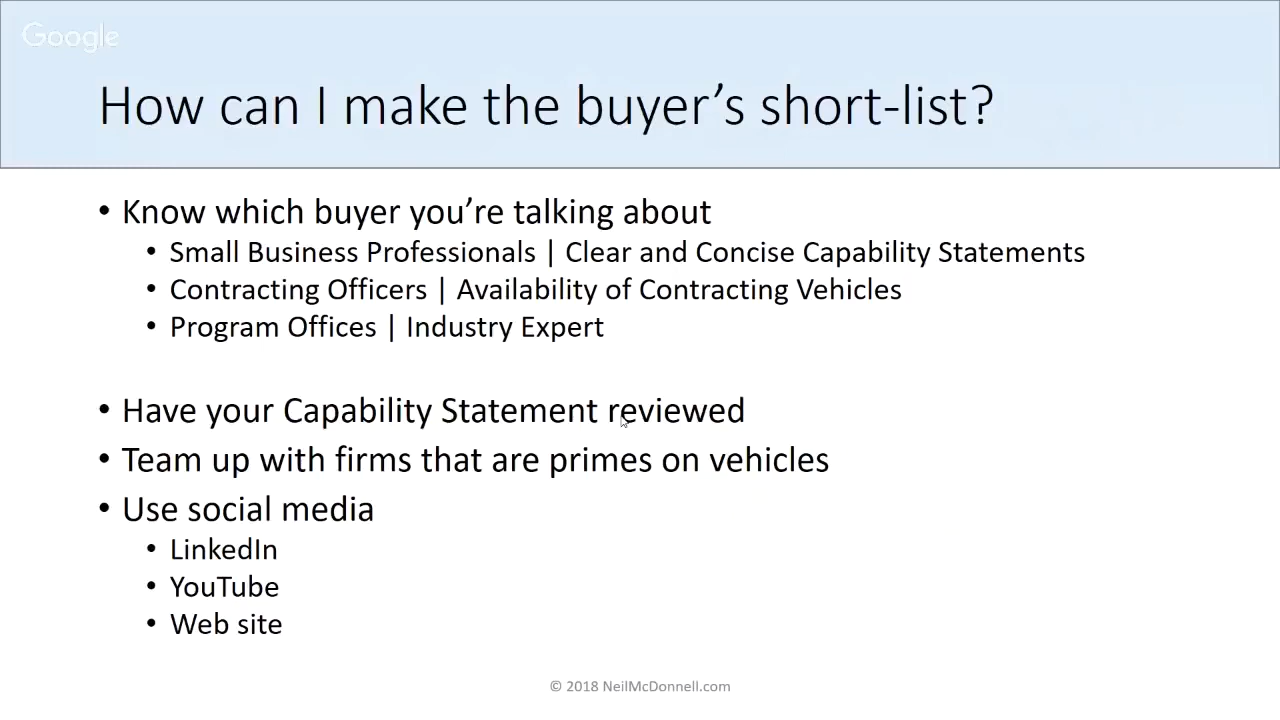 Google
How can I make the buyer’s short-list?
• Know which buyer you’re talking about
• Small Business Professionals | Clear and Concise Capability Statements
• Contracting Officers | Availability of Contracting Vehicles
• Program Offices | Industry Expert
• Have your Capability Statement reviewed
• Team up with firms that are primes on vehicles
• Use social media
• LinkedIn
• YouTube
• Web site
© 2018 NeilMcDonnell.com